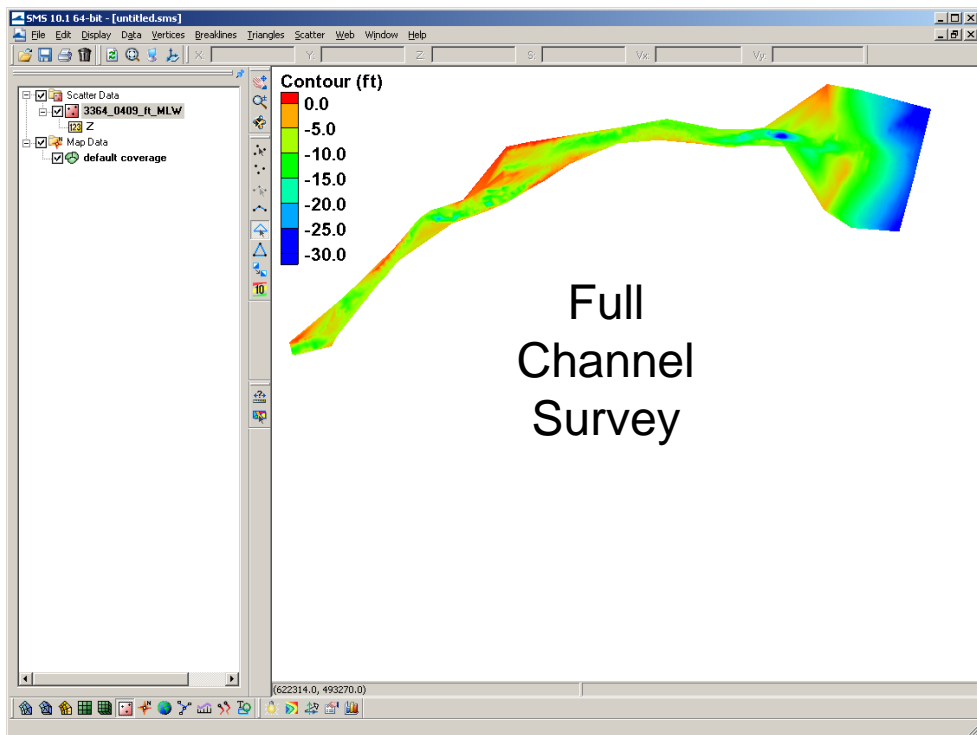 SMS 10.1 64-bit - [untitled.sms]
File Edit Display Data Vertices Breaklines Triangles Scatter Web Window Help
X: Y: Z: S: Vx: Vy:
Scatter Data
3364_0409_ft_MLW
123 Z
Map Data
default coverage
10
Contour (ft)
0.0
-5.0
-10.0
-15.0
-20.0
-25.0
-30.0
Full
Channel
Survey
(622314.0, 493270.0)